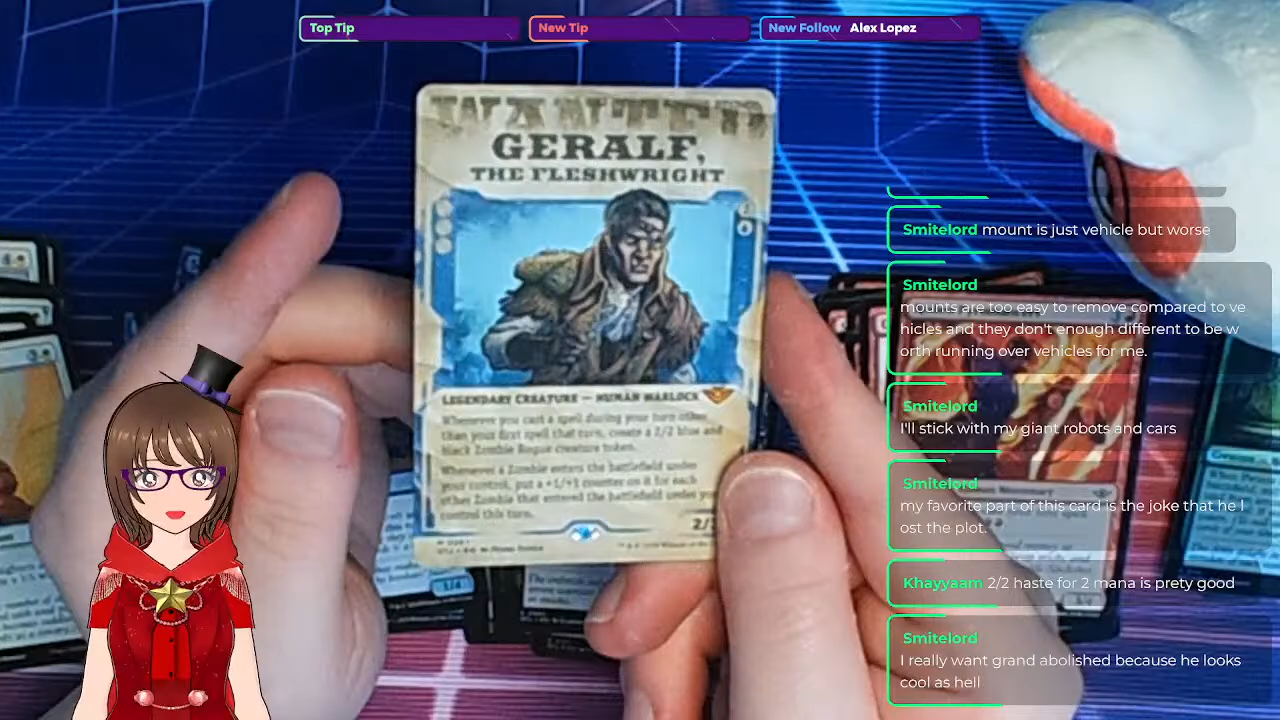 Top Tip
New Tip
New Follow Alex Lopez
WANTED
GERALF,
THE FLESHWRIGHT
LEGENDARY CREATURE — HUMAN WARLOCK
Whenever you cast a spell during your turn other
than your first spell that turn, create a 2/2 blue and
black Zombie Rogue creature token.
Whenever a Zombie enters the battlefield under
your control, put a +1/+1 counter on it for each
other Zombie that entered the battlefield under
control this turn.
Smitelord mount is just vehicle but worse
Smitelord
mounts are too easy to remove compared to ve
hicles and they don't enough different to be w
orth running over vehicles for me.
Smitelord
I'll stick with my giant robots and cars
Smitelord
my favorite part of this card is the joke that he l
ost the plot.
Khayyaam 2/2 haste for 2 mana is prety good
Smitelord
I really want grand abolished because he looks
cool as hell